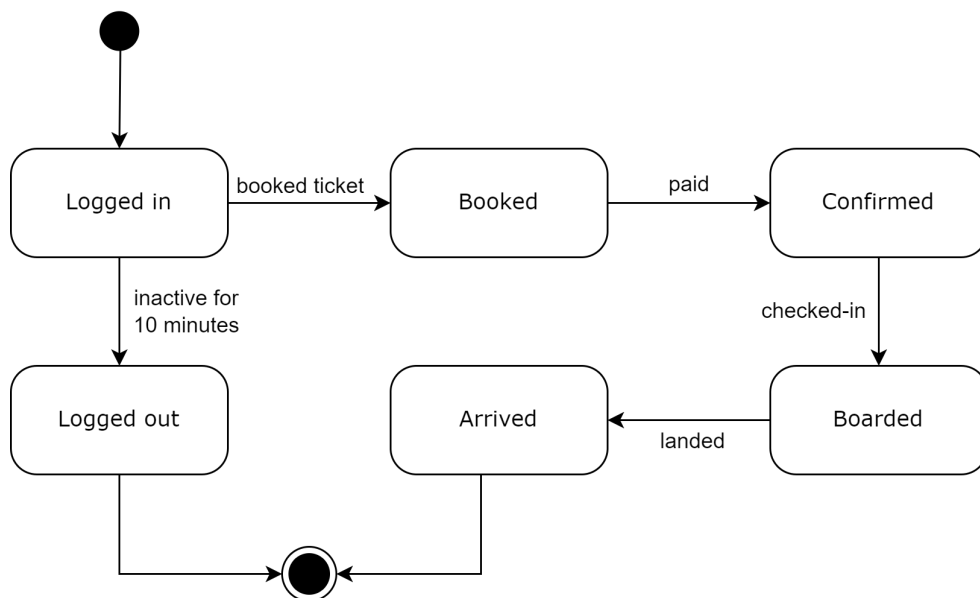 Logged in
booked ticket
Booked
paid
Confirmed
inactive for
10 minutes
checked-in
Logged out
Arrived
landed
Boarded